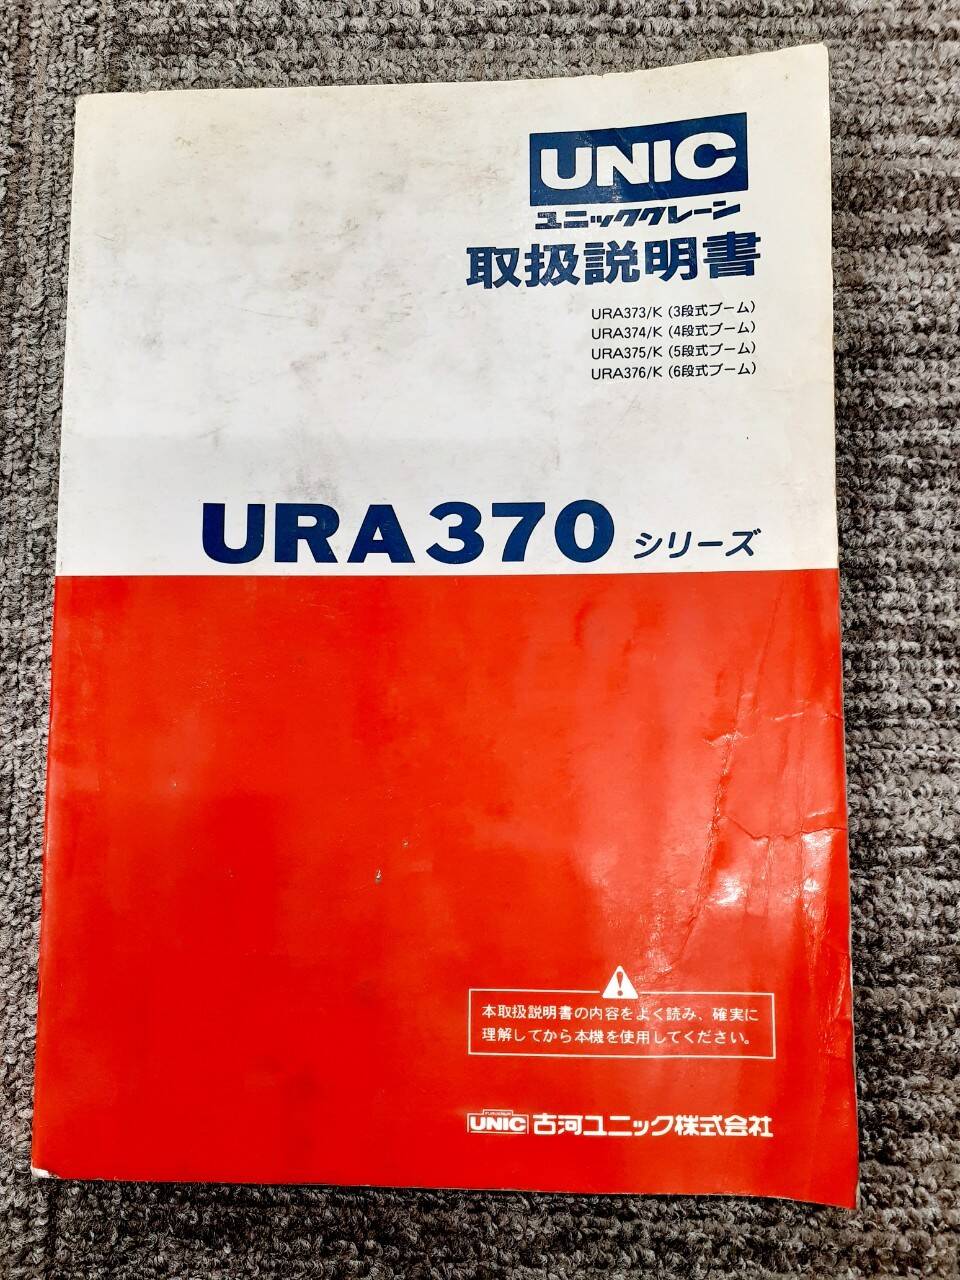 UNIC
ユニッククレーン
取扱説明書
URA373/K (3段式ブーム)
URA374/K (4段式ブーム)
URA375/K (5段式ブーム)
URA376/K (6段式ブーム)
URA370 シリーズ
本取扱説明書の内容をよく読み、確実に
理解してから本機を使用してください。
UNIC 古河ユニック株式会社